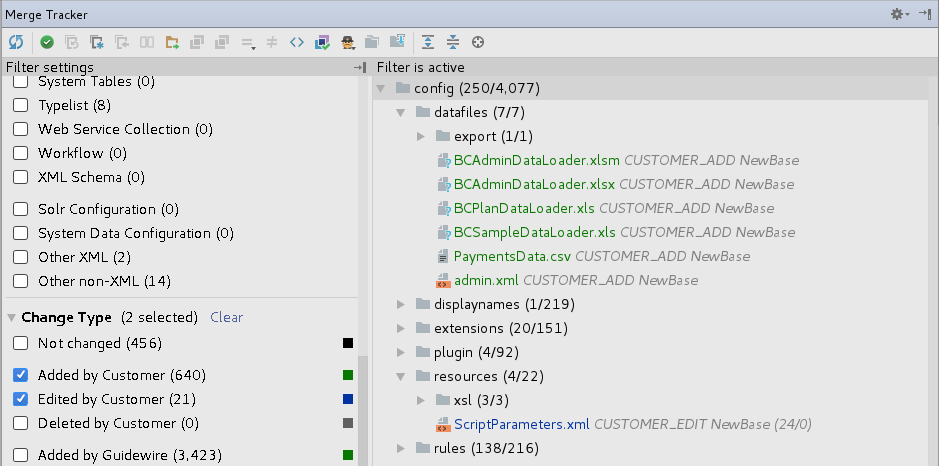 Merge Tracker
Filter settings
System Tables (0)
Typelist (8)
Web Service Collection (0)
Workflow (0)
XML Schema (0)
Solr Configuration (0)
System Data Configuration (0)
Other XML (2)
Other non-XML (14)
Change Type (2 selected) Clear
Not changed (456)
Added by Customer (640)
Edited by Customer (21)
Deleted by Customer (0)
Added by Guidewire (3,423)
Filter is active
config (250/4,077)
datafiles (7/7)
export (1/1)
BCAdminDataLoader.xlsm CUSTOMER_ADD NewBase
BCAdminDataLoader.xlsx CUSTOMER_ADD NewBase
BCPlanDataLoader.xls CUSTOMER_ADD NewBase
BCSampleDataLoader.xls CUSTOMER_ADD NewBase
PaymentsData.csv CUSTOMER_ADD NewBase
admin.xml CUSTOMER_ADD NewBase
displaynames (1/219)
extensions (20/151)
plugin (4/92)
resources (4/22)
xsl (3/3)
ScriptParameters.xml CUSTOMER_EDIT NewBase (24/0)
rules (138/216)